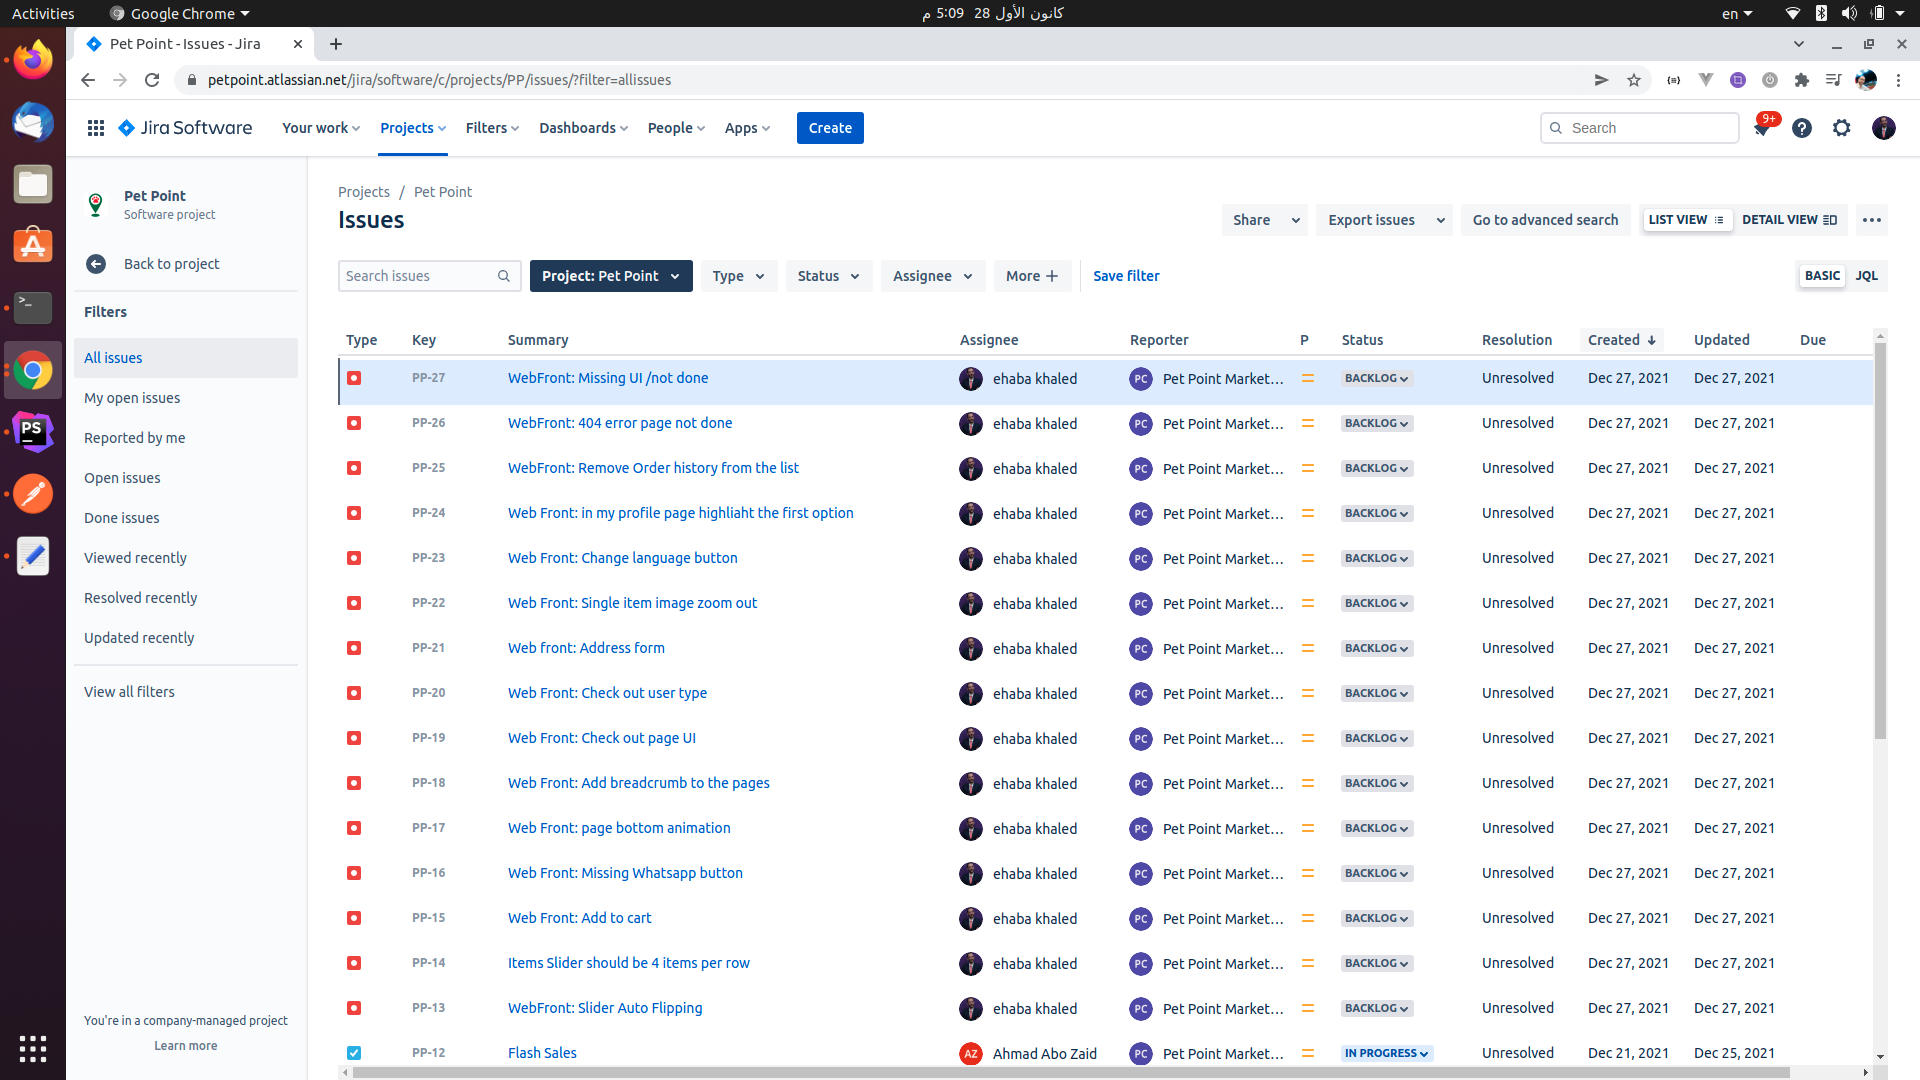 Activities
Google Chrome
كانون الأول 28 5:09 م
en
Pet Point - Issues - Jira
petpoint.atlassian.net/jira/software/c/projects/PP/issues/?filter=allissues
Jira Software
Your work
Projects
Filters
Dashboards
People
Apps
Create
Search
9+
Pet Point
Software project
Back to project
Filters
All issues
My open issues
Reported by me
Open issues
Done issues
Viewed recently
Resolved recently
Updated recently
View all filters
You're in a company-managed project
Learn more
Projects / Pet Point
Issues
Share
Export issues
Go to advanced search
LIST VIEW
DETAIL VIEW
Search issues
Project: Pet Point
Type
Status
Assignee
More
Save filter
BASIC
JQL
Type Key Summary Assignee Reporter P Status Resolution Created Updated Due
PP-27 WebFront: Missing UI /not done ehaba khaled PC Pet Point Market... BACKLOG Unresolved Dec 27, 2021 Dec 27, 2021
PP-26 WebFront: 404 error page not done ehaba khaled PC Pet Point Market... BACKLOG Unresolved Dec 27, 2021 Dec 27, 2021
PP-25 WebFront: Remove Order history from the list ehaba khaled PC Pet Point Market... BACKLOG Unresolved Dec 27, 2021 Dec 27, 2021
PP-24 Web Front: in my profile page highliaht the first option ehaba khaled PC Pet Point Market... BACKLOG Unresolved Dec 27, 2021 Dec 27, 2021
PP-23 Web Front: Change language button ehaba khaled PC Pet Point Market... BACKLOG Unresolved Dec 27, 2021 Dec 27, 2021
PP-22 Web Front: Single item image zoom out ehaba khaled PC Pet Point Market... BACKLOG Unresolved Dec 27, 2021 Dec 27, 2021
PP-21 Web front: Address form ehaba khaled PC Pet Point Market... BACKLOG Unresolved Dec 27, 2021 Dec 27, 2021
PP-20 Web Front: Check out user type ehaba khaled PC Pet Point Market... BACKLOG Unresolved Dec 27, 2021 Dec 27, 2021
PP-19 Web Front: Check out page UI ehaba khaled PC Pet Point Market... BACKLOG Unresolved Dec 27, 2021 Dec 27, 2021
PP-18 Web Front: Add breadcrumb to the pages ehaba khaled PC Pet Point Market... BACKLOG Unresolved Dec 27, 2021 Dec 27, 2021
PP-17 Web Front: page bottom animation ehaba khaled PC Pet Point Market... BACKLOG Unresolved Dec 27, 2021 Dec 27, 2021
PP-16 Web Front: Missing Whatsapp button ehaba khaled PC Pet Point Market... BACKLOG Unresolved Dec 27, 2021 Dec 27, 2021
PP-15 Web Front: Add to cart ehaba khaled PC Pet Point Market... BACKLOG Unresolved Dec 27, 2021 Dec 27, 2021
PP-14 Items Slider should be 4 items per row ehaba khaled PC Pet Point Market... BACKLOG Unresolved Dec 27, 2021 Dec 27, 2021
PP-13 WebFront: Slider Auto Flipping ehaba khaled PC Pet Point Market... BACKLOG Unresolved Dec 27, 2021 Dec 27, 2021
PP-12 Flash Sales AZ Ahmad Abo Zaid PC Pet Point Market... IN PROGRESS Unresolved Dec 21, 2021 Dec 25, 2021
PS